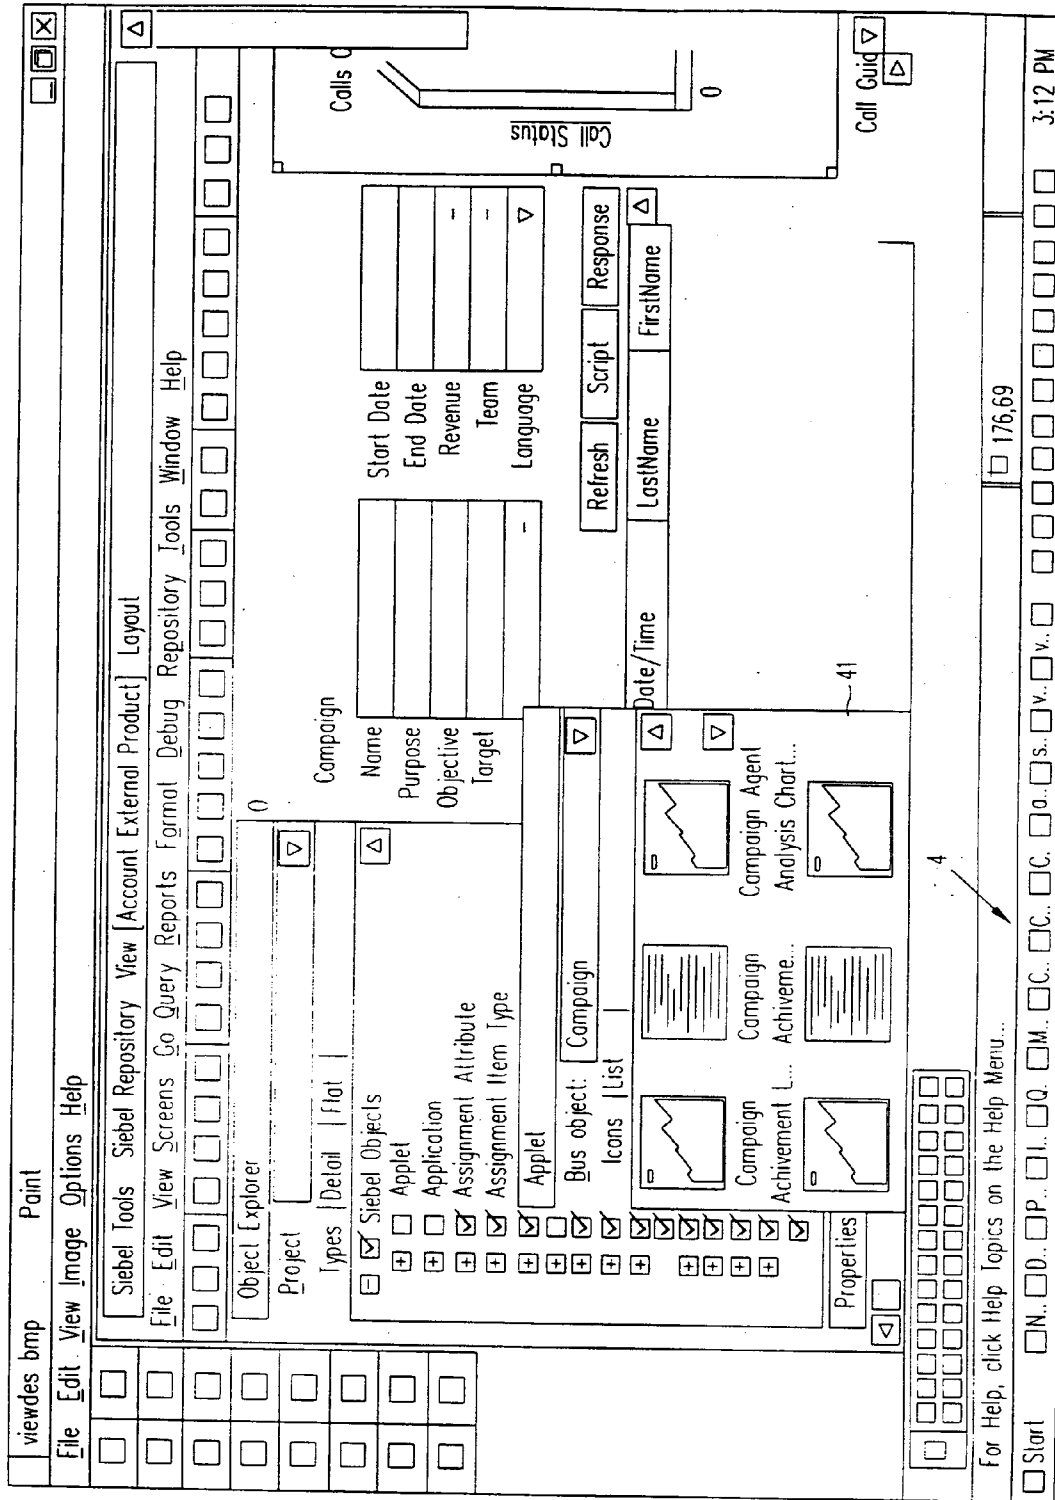 viewdes bmp Paint
File Edit View Image Options Help
Siebel Tools Siebel Repository View [Account External Product] Layout
File Edit View Screens Go Query Reports Formal Debug Repository Tools Window Help
Object Explorer
Project
Types Detail Flat
Siebel Objects
Applet
Application
Assignment Attribute
Assignment Item Type
Applet
Bus object: Campaign
Icons List
Campaign
Achivement L...
Campaign
Achiveme...
Campaign Agent
Analysis Chart...
Properties
()
Campaign
Name
Purpose
Objective
Target
Start Date
End Date
Revenue
Team
Language
Refresh Script Response
Date/Time LastName FirstName
Calls C
Call Status
0
Call Guid
41
4
For Help, click Help Topics on the Help Menu...
176,69
Start N.. D.. P.. I.. Q. M.. C.. C.. C. a.. s.. v.. v.. 3:12 PM